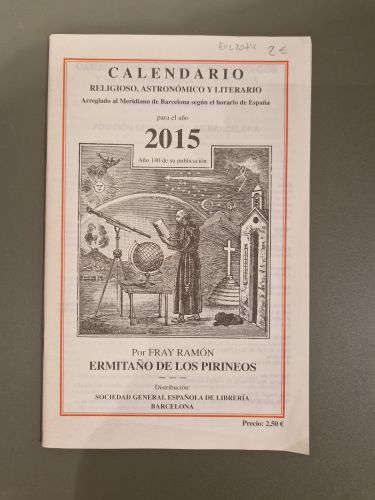 2 €
CALENDARIO
RELIGIOSO, ASTRONÓMICO Y LITERARIO
Arreglado al Meridiano de Barcelona según el horario de España
para el año
2015
Año 140 de su publicación
Por FRAY RAMÓN
ERMITAÑO DE LOS PIRINEOS
Distribución:
SOCIEDAD GENERAL ESPAÑOLA DE LIBRERÍA
BARCELONA
Precio: 2,50 €